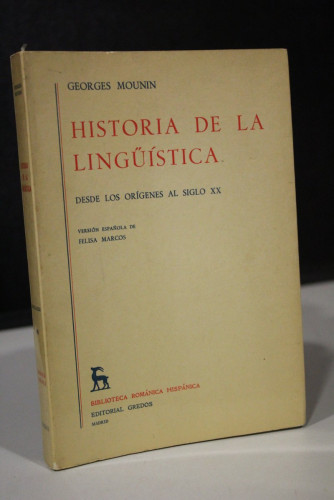 GEORGES MOUNIN
HISTORIA DE LA
LINGÜÍSTICA
DESDE LOS ORÍGENES AL SIGLO XX
VERSIÓN ESPAÑOLA DE
FELISA MARCOS
BIBLIOTECA ROMÁNICA HISPÁNICA
EDITORIAL GREDOS
MADRID